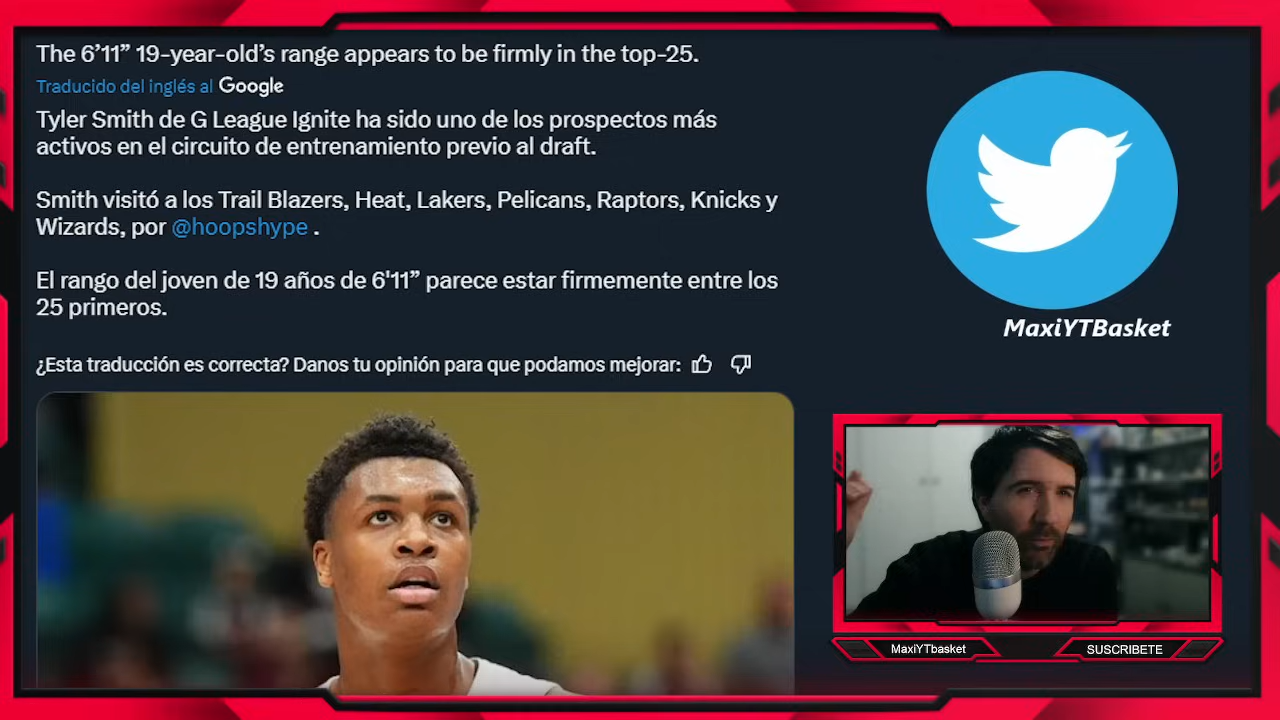 The 6’11” 19-year-old’s range appears to be firmly in the top-25.
Traducido del inglés al Google
Tyler Smith de G League Ignite ha sido uno de los prospectos más
activos en el circuito de entrenamiento previo al draft.
Smith visitó a los Trail Blazers, Heat, Lakers, Pelicans, Raptors, Knicks y
Wizards, por @hoopshype .
El rango del joven de 19 años de 6'11” parece estar firmemente entre los
25 primeros.
¿Esta traducción es correcta? Danos tu opinión para que podamos mejorar:
MaxiYTBasket
MaxiYTbasket
SUSCRIBETE